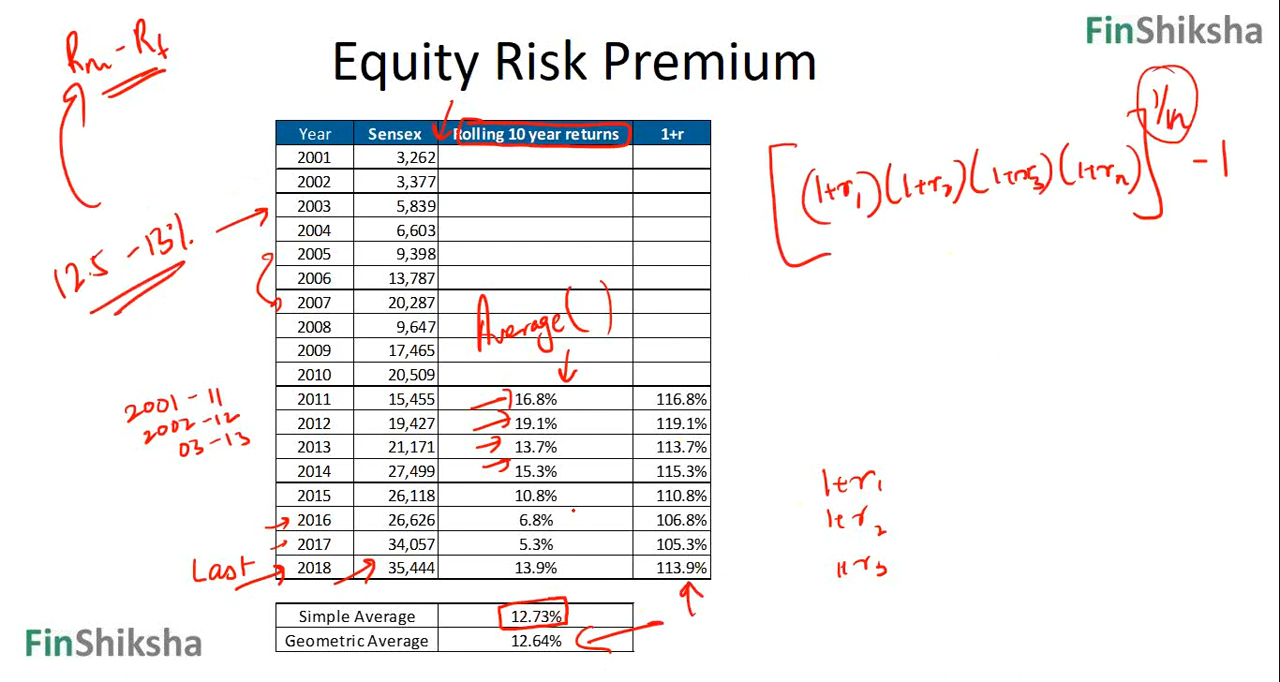 FinShiksha
Rm - Rf
Equity Risk Premium
Year Sensex Rolling 10 year returns 1+r
2001 3,262
2002 3,377
2003 5,839
2004 6,603
2005 9,398
2006 13,787
2007 20,287
2008 9,647
2009 17,465
2010 20,509
2011 15,455 16.8% 116.8%
2012 19,427 19.1% 119.1%
2013 21,171 13.7% 113.7%
2014 27,499 15.3% 115.3%
2015 26,118 10.8% 110.8%
2016 26,626 6.8% 106.8%
2017 34,057 5.3% 105.3%
2018 35,444 13.9% 113.9%
Simple Average 12.73%
Geometric Average 12.64%
[(1+r1)(1+r2)(1+r3)(1+rn)]^1/n - 1
12.5 - 13%
Average( )
2001 - 11
2002 - 12
03 - 13
Last
1+r1
1+r2
1+r3
FinShiksha